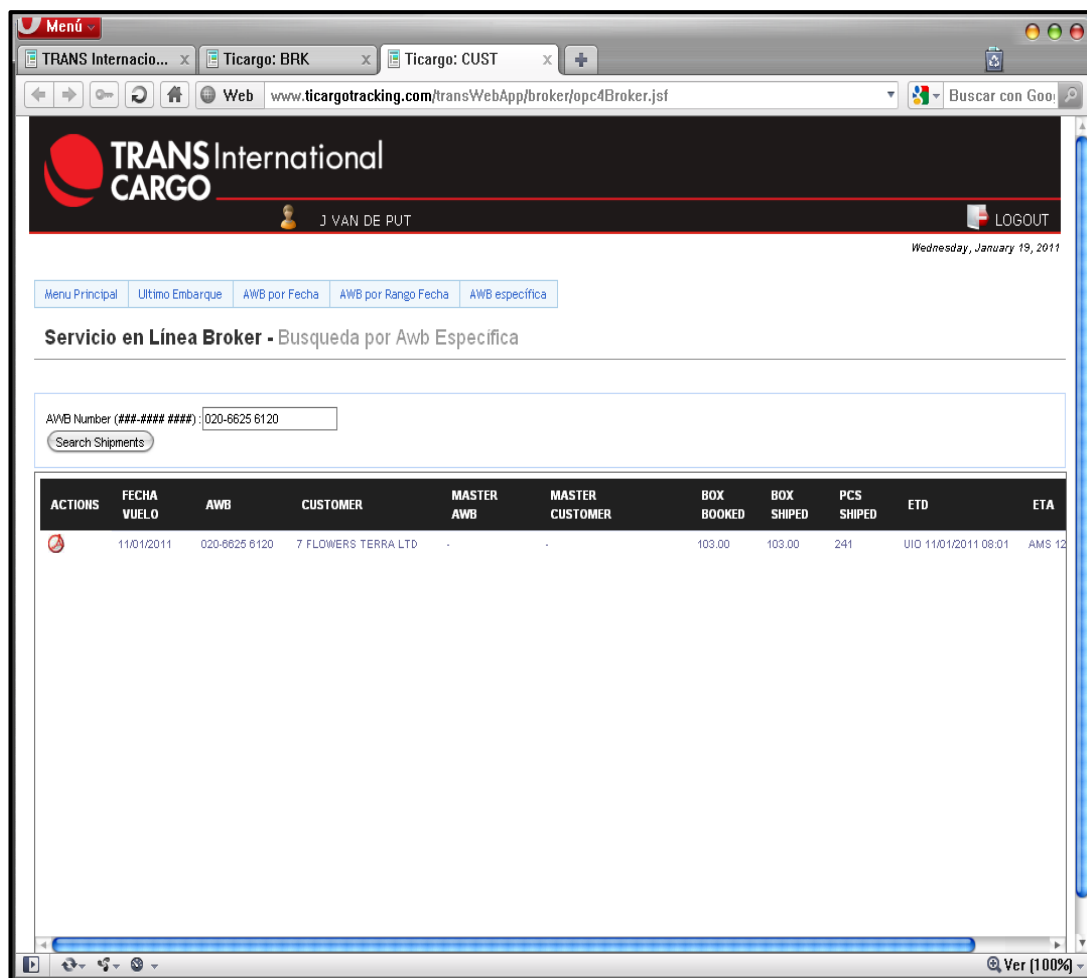 Menú
TRANS Internacio... x Ticargo: BRK x Ticargo: CUST x
Web www.ticargotracking.com/transWebApp/broker/opc4Broker.jsf Buscar con Goo
TRANS International
CARGO
J VAN DE PUT LOGOUT
Wednesday, January 19, 2011
Menu Principal Ultimo Embarque AWB por Fecha AWB por Rango Fecha AWB específica
Servicio en Línea Broker - Busqueda por Awb Específica
AWB Number (###-#### ####) : 020-6625 6120
Search Shipments
ACTIONS FECHA VUELO AWB CUSTOMER MASTER AWB MASTER CUSTOMER BOX BOOKED BOX SHIPED PCS SHIPED ETD ETA
11/01/2011 020-6625 6120 7 FLOWERS TERRA LTD - - 103.00 103.00 241 UIO 11/01/2011 08:01 AMS 12
Ver [100%]